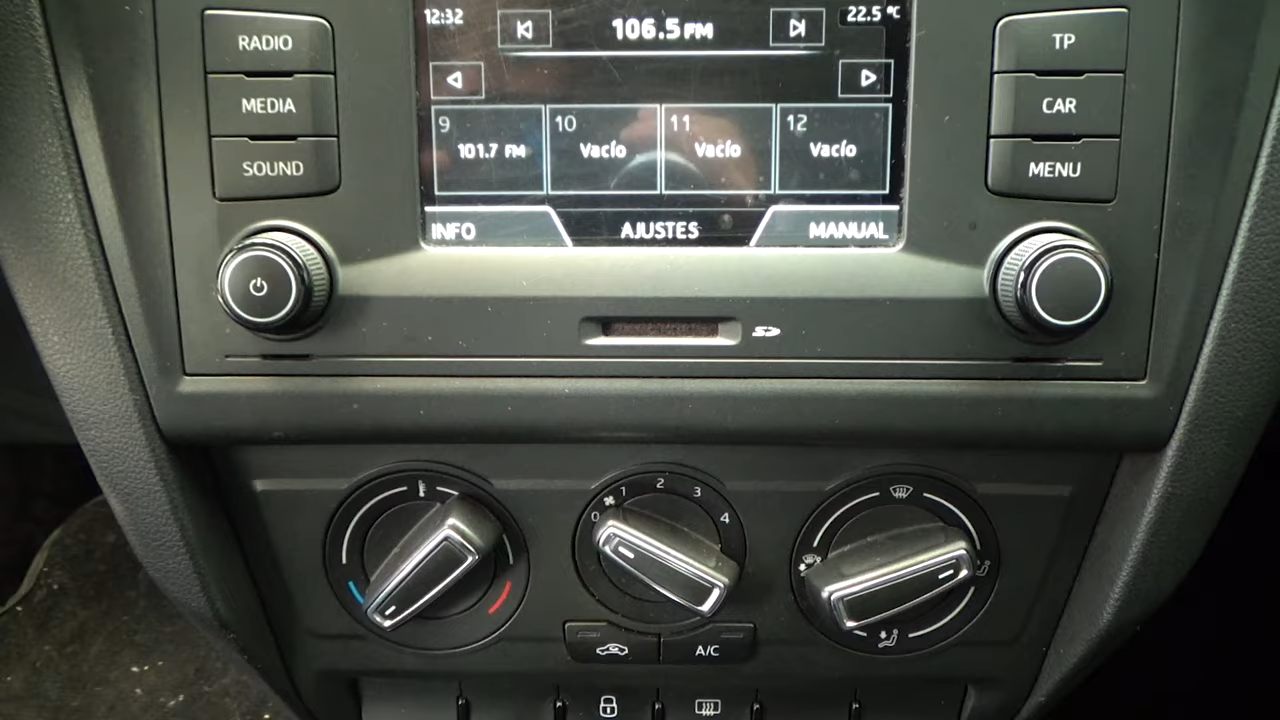 12:32
106.5 FM
22.5 °C
RADIO
MEDIA
SOUND
TP
CAR
MENU
9
101.7 FM
10
Vacío
11
Vacío
12
Vacío
INFO
AJUSTES
MANUAL
SD
0
1
2
3
4
A/C